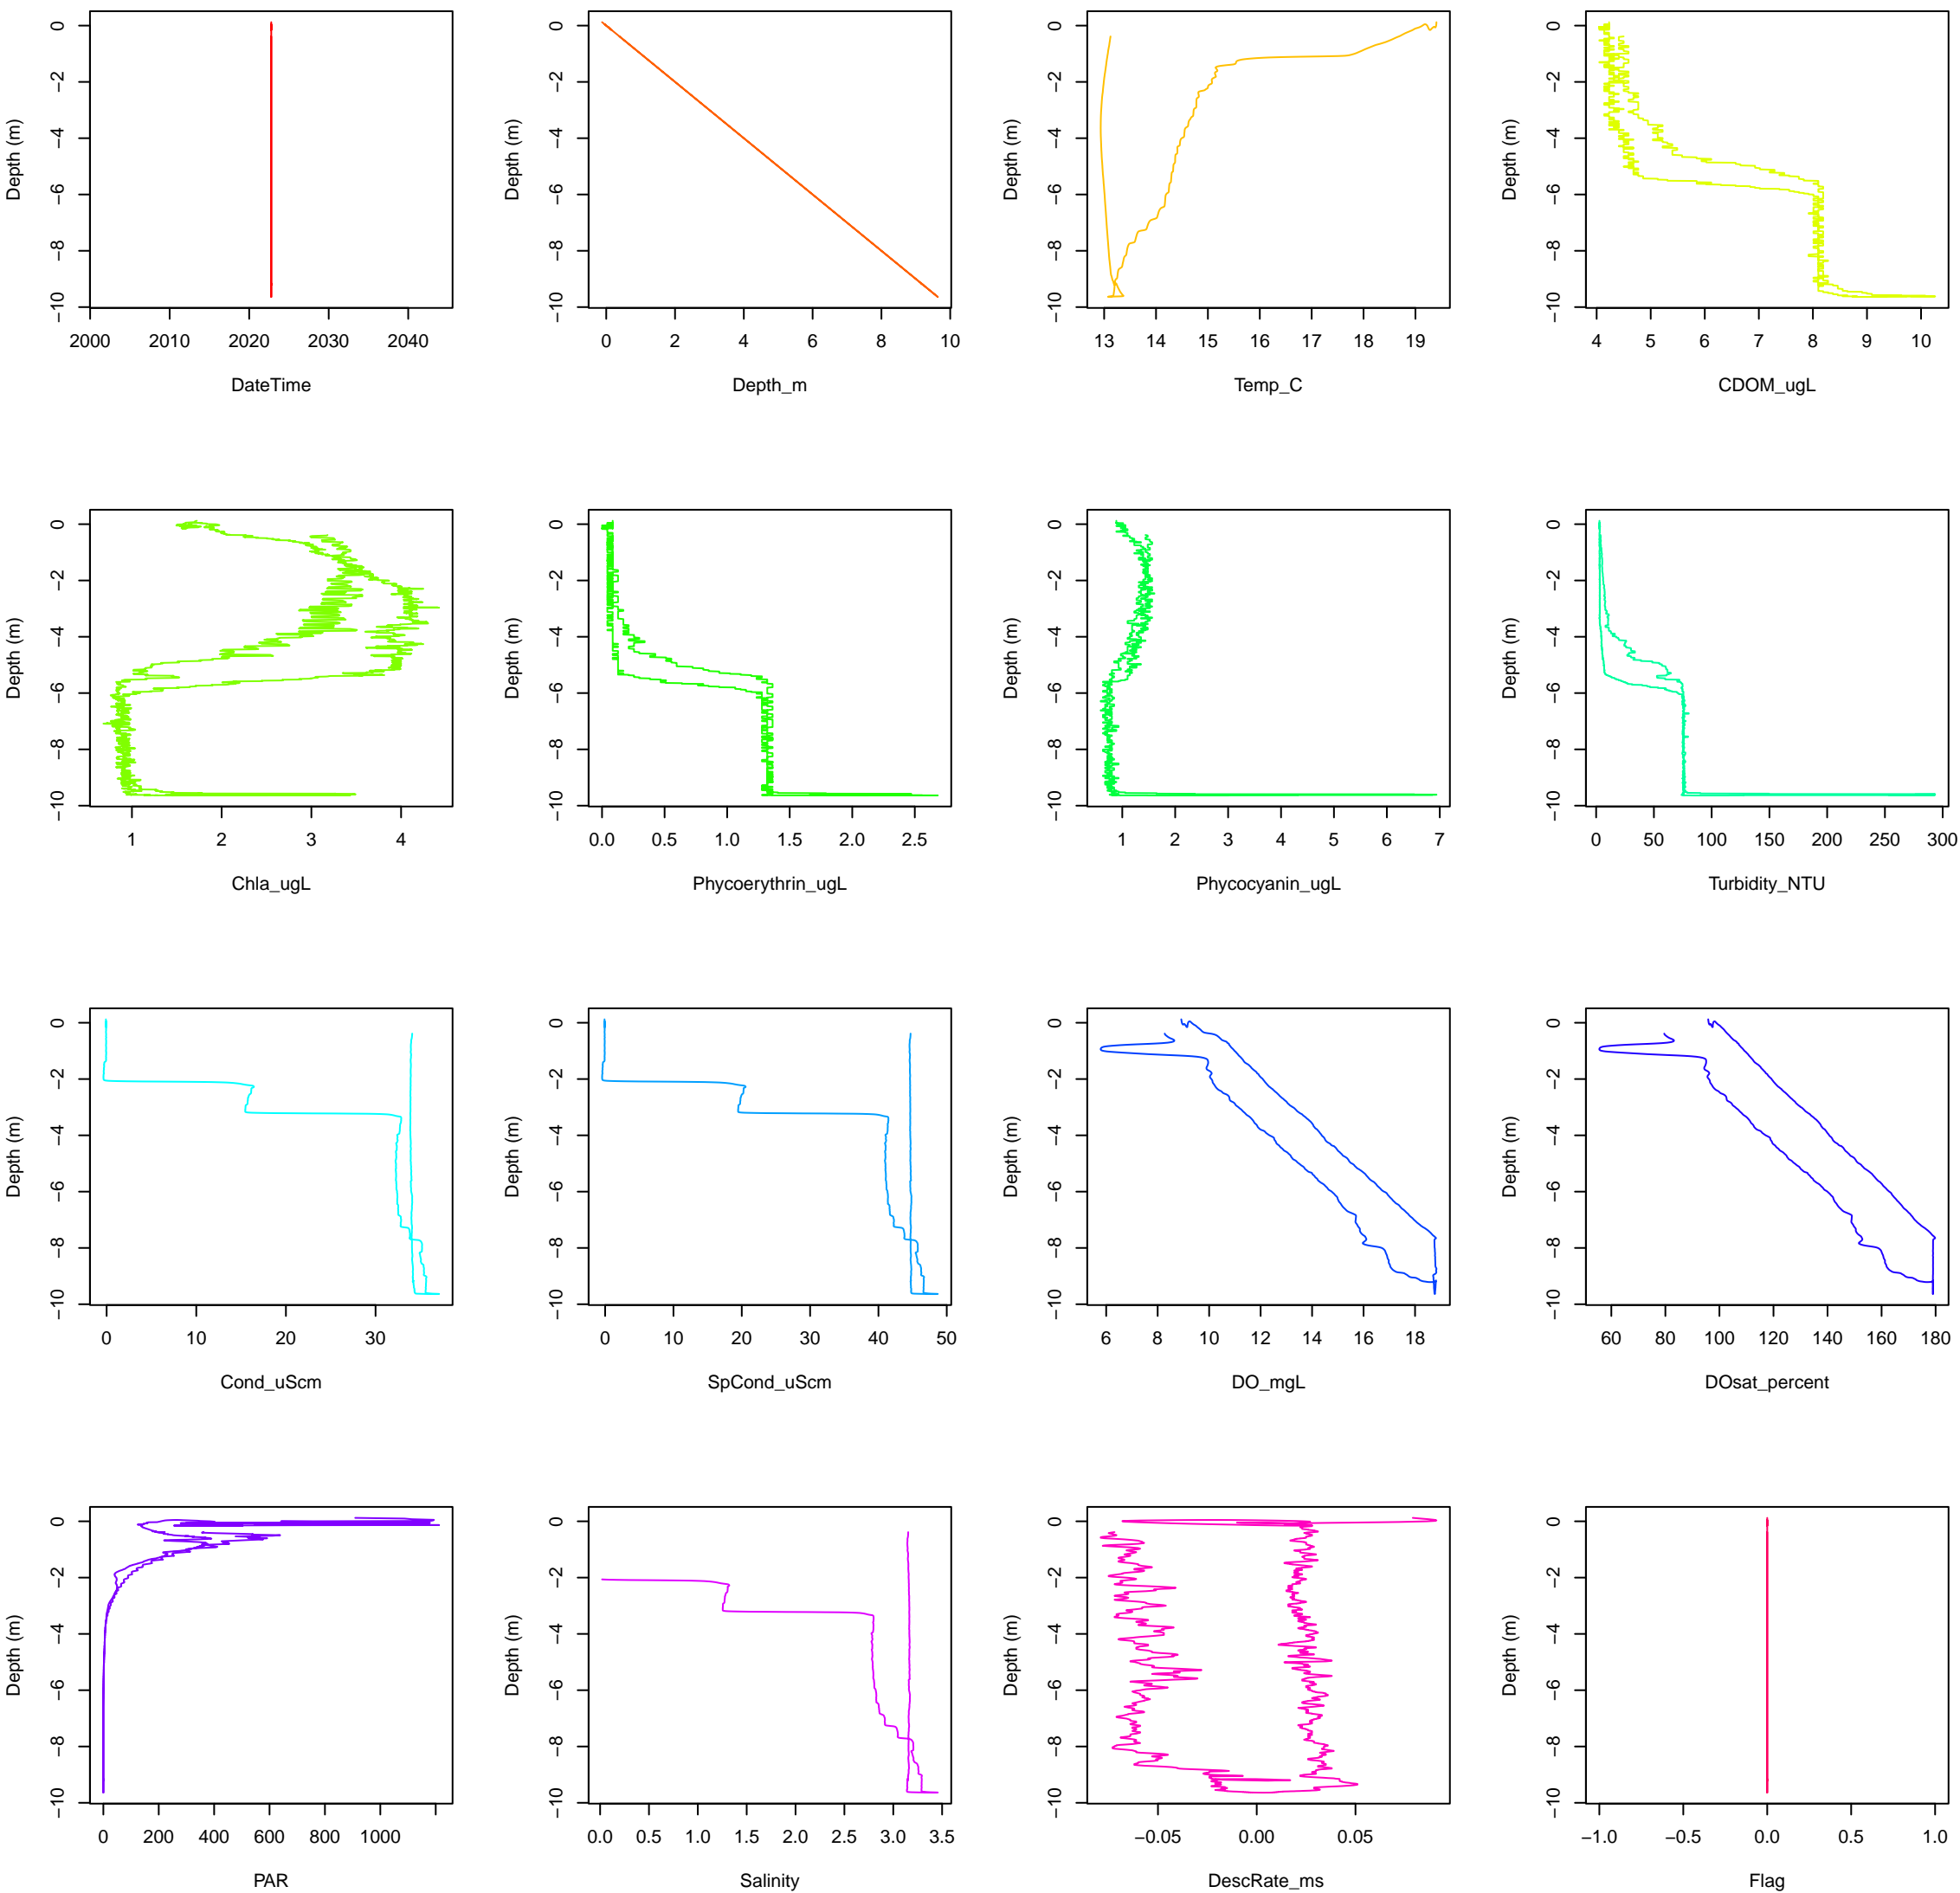 0 −2 −4 −6 −8 −10
Depth (m)
2000 2010 2020 2030 2040
DateTime
0 −2 −4 −6 −8 −10
Depth (m)
0 2 4 6 8 10
Depth_m
0 −2 −4 −6 −8 −10
Depth (m)
13 14 15 16 17 18 19
Temp_C
0 −2 −4 −6 −8 −10
Depth (m)
4 5 6 7 8 9 10
CDOM_ugL
0 −2 −4 −6 −8 −10
Depth (m)
1 2 3 4
Chla_ugL
0 −2 −4 −6 −8 −10
Depth (m)
0.0 0.5 1.0 1.5 2.0 2.5
Phycoerythrin_ugL
0 −2 −4 −6 −8 −10
Depth (m)
1 2 3 4 5 6 7
Phycocyanin_ugL
0 −2 −4 −6 −8 −10
Depth (m)
0 50 100 150 200 250 300
Turbidity_NTU
0 −2 −4 −6 −8 −10
Depth (m)
0 10 20 30
Cond_uScm
0 −2 −4 −6 −8 −10
Depth (m)
0 10 20 30 40 50
SpCond_uScm
0 −2 −4 −6 −8 −10
Depth (m)
6 8 10 12 14 16 18
DO_mgL
0 −2 −4 −6 −8 −10
Depth (m)
60 80 100 120 140 160 180
DOsat_percent
0 −2 −4 −6 −8 −10
Depth (m)
0 200 400 600 800 1000
PAR
0 −2 −4 −6 −8 −10
Depth (m)
0.0 0.5 1.0 1.5 2.0 2.5 3.0 3.5
Salinity
0 −2 −4 −6 −8 −10
Depth (m)
−0.05 0.00 0.05
DescRate_ms
0 −2 −4 −6 −8 −10
Depth (m)
−1.0 −0.5 0.0 0.5 1.0
Flag